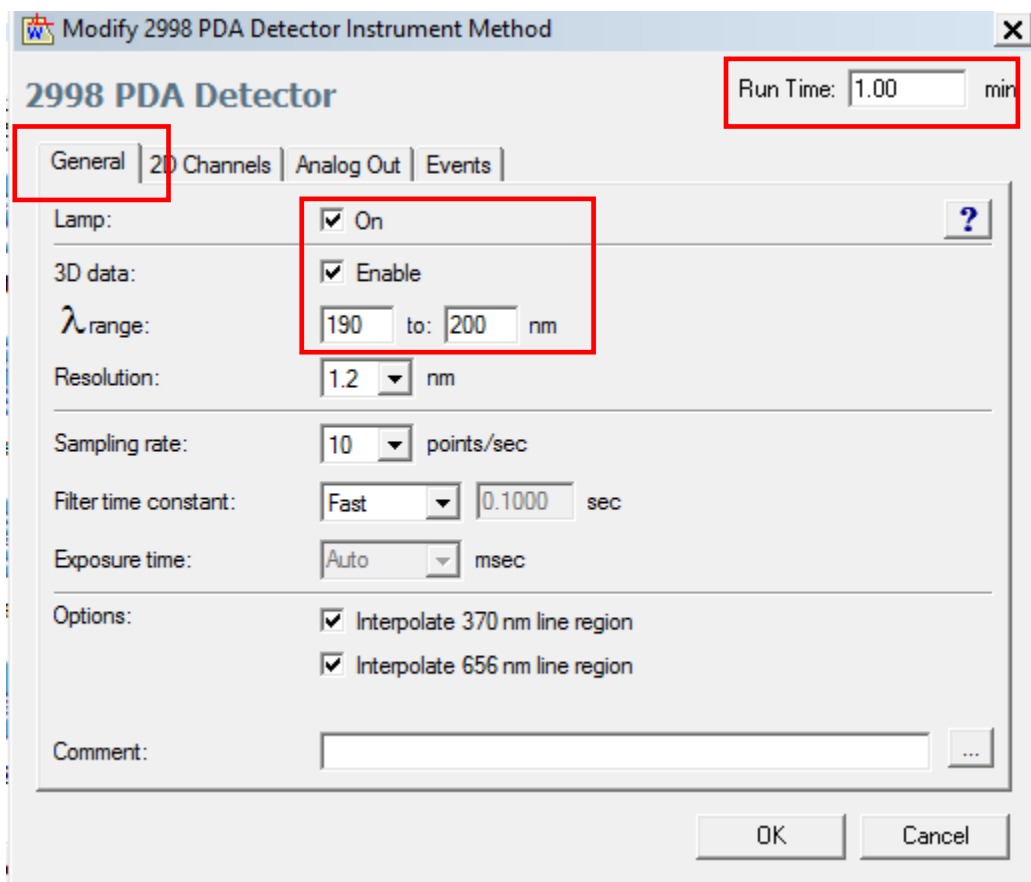 Modify 2998 PDA Detector Instrument Method
2998 PDA Detector
Run Time: 1.00 min
General 2D Channels Analog Out Events
Lamp: On ?
3D data: Enable
λ range: 190 to: 200 nm
Resolution: 1.2 nm
Sampling rate: 10 points/sec
Filter time constant: Fast 0.1000 sec
Exposure time: Auto msec
Options: Interpolate 370 nm line region
Interpolate 656 nm line region
Comment: ...
OK Cancel